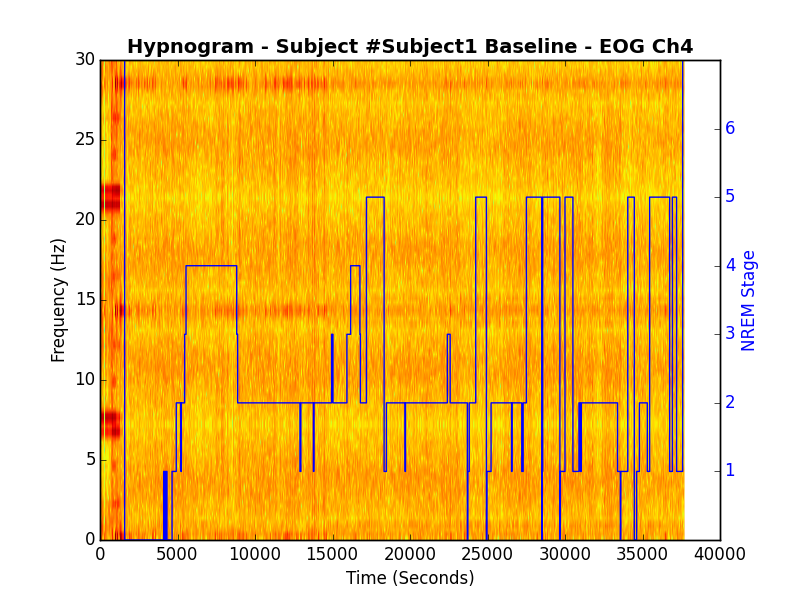 Hypnogram - Subject #Subject1 Baseline - EOG Ch4
30
25
20
15
10
5
0
Frequency (Hz)
6
5
4
3
2
1
NREM Stage
0 5000 10000 15000 20000 25000 30000 35000 40000
Time (Seconds)